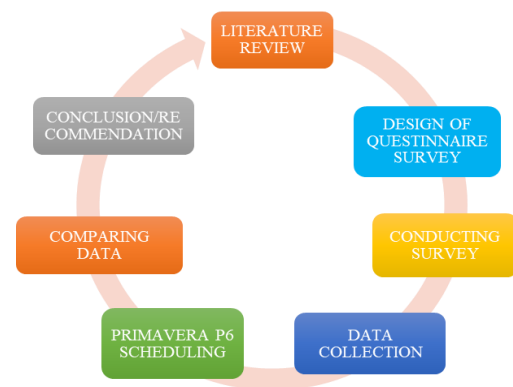 LITERATURE
REVIEW
DESIGN OF
QUESTINNAIRE
SURVEY
CONDUCTING
SURVEY
DATA
COLLECTION
PRIMAVERA P6
SCHEDULING
COMPARING
DATA
CONCLUSION/RE
COMMENDATION